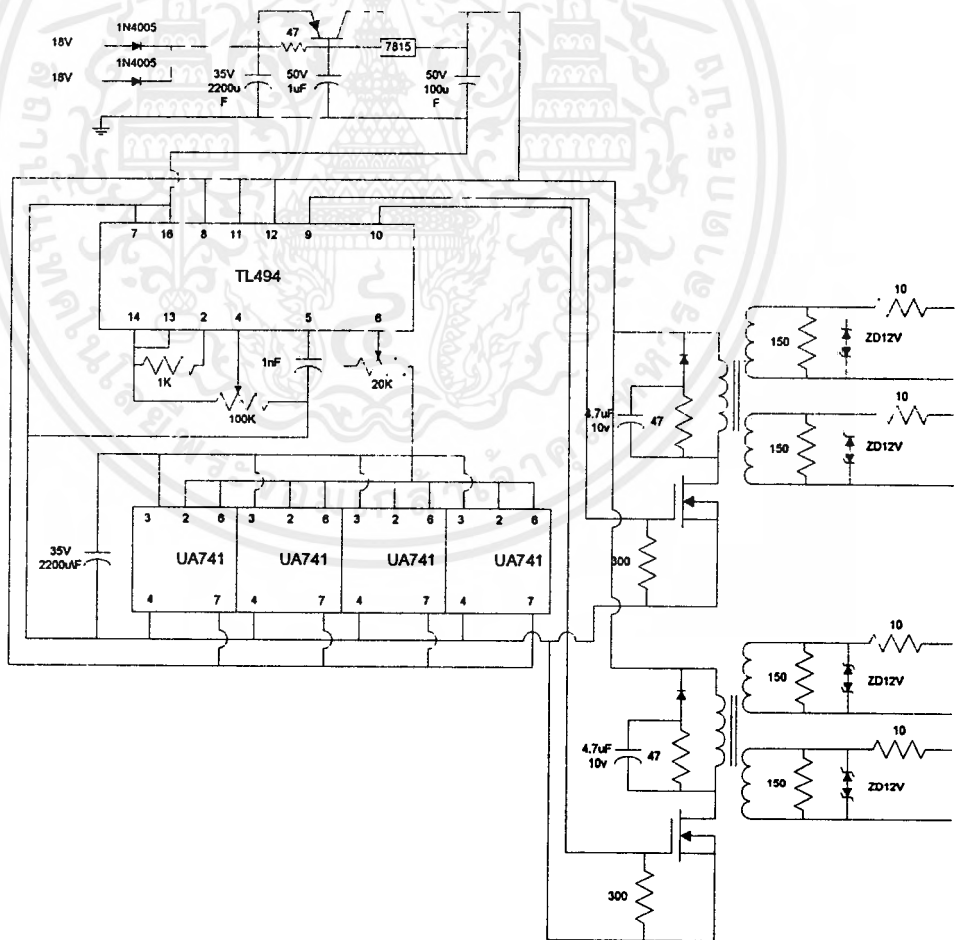 1N4005
18V
1N4005
18V
47
7815
35V
2200u
F
50V
1uF
50V
100u
F
7 16 8 11 12 9 10
TL494
14 13 2 4 5 6
1K
100K
1nF
20K
10
150
ZD12V
10
150
ZD12V
4.7uF
10v
47
300
3 2 6 3 2 6 3 2 6 3 2 6
UA741 UA741 UA741 UA741
4 7 4 7 4 7 4 7
35V
2200uF
10
150
ZD12V
10
150
ZD12V
4.7uF
10v
47
300